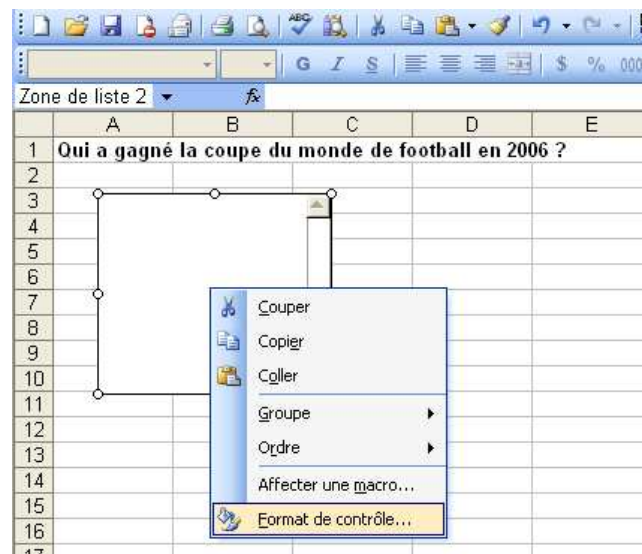 ABC
G I S $ % 000
Zone de liste 2 fx
A B C D E
1 Qui a gagné la coupe du monde de football en 2006 ?
2
3
4
5
6
7 Couper
8 Copier
9 Coller
10
11 Groupe
12 Ordre
13
14 Affecter une macro...
15 Format de contrôle...
16
17